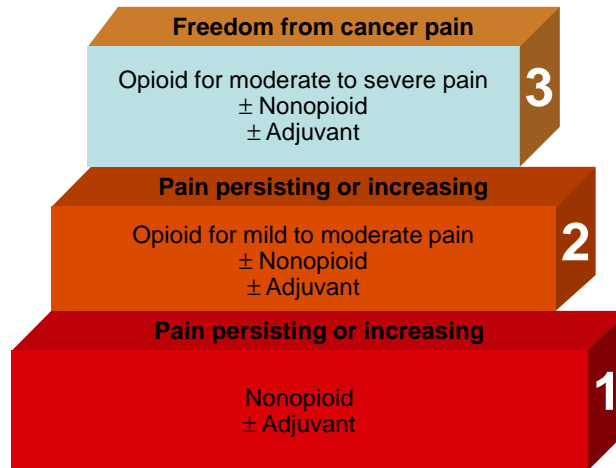 Freedom from cancer pain
Opioid for moderate to severe pain
± Nonopioid
± Adjuvant
3
Pain persisting or increasing
Opioid for mild to moderate pain
± Nonopioid
± Adjuvant
2
Pain persisting or increasing
Nonopioid
± Adjuvant
1